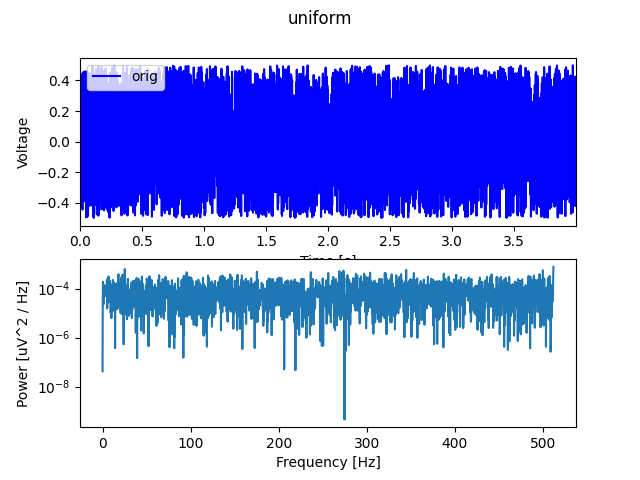 uniform
orig
Voltage
0.4
0.2
0.0
−0.2
−0.4
0.0 0.5 1.0 1.5 2.0 2.5 3.0 3.5
Time [s]
Power [uV^2 / Hz]
10^−4
10^−6
10^−8
0 100 200 300 400 500
Frequency [Hz]